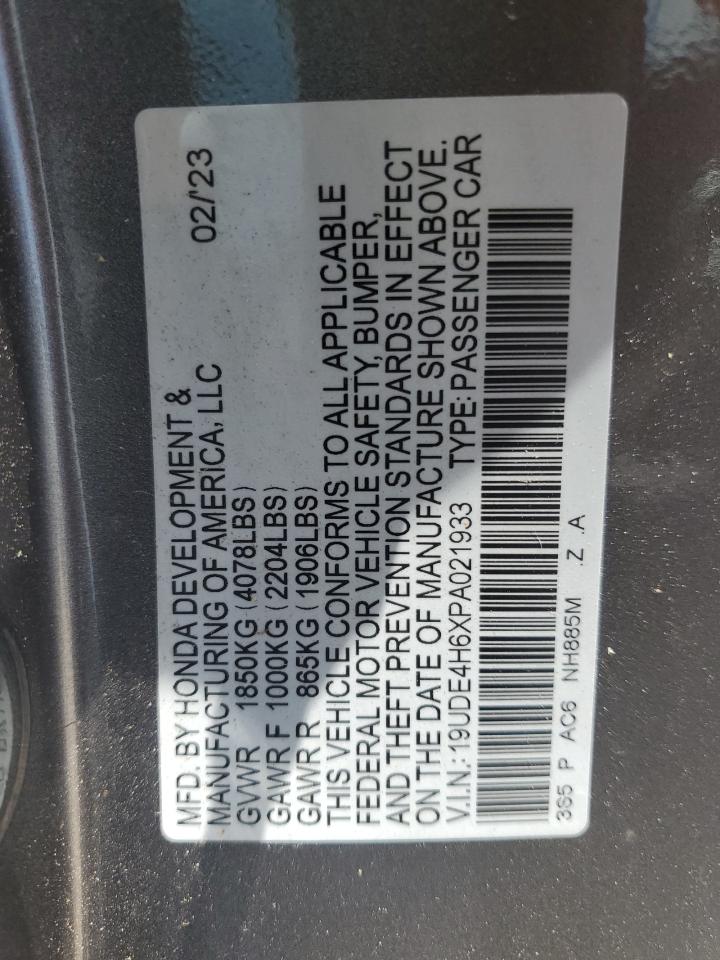 MFD. BY HONDA DEVELOPMENT & 02/'23
MANUFACTURING OF AMERICA, LLC
GVWR 1850KG (4078LBS)
GAWR F 1000KG (2204LBS)
GAWR R 865KG (1906LBS)
THIS VEHICLE CONFORMS TO ALL APPLICABLE
FEDERAL MOTOR VEHICLE SAFETY, BUMPER,
AND THEFT PREVENTION STANDARDS IN EFFECT
ON THE DATE OF MANUFACTURE SHOWN ABOVE.
V.I.N.: 19UDE4H6XPA021933 TYPE: PASSENGER CAR
3S5 P AC6 NH885M .Z .A